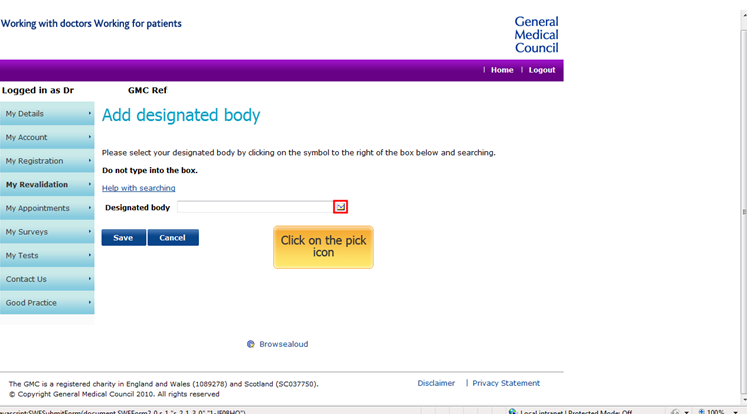 Working with doctors Working for patients
General
Medical
Council
| Home | Logout
Logged in as Dr GMC Ref
My Details
My Account
My Registration
My Revalidation
My Appointments
My Surveys
My Tests
Contact Us
Good Practice
Add designated body
Please select your designated body by clicking on the symbol to the right of the box below and searching.
Do not type into the box.
Help with searching
Designated body
Save Cancel
Click on the pick
icon
Browsealoud
The GMC is a registered charity in England and Wales (1089278) and Scotland (SC037750).
© Copyright General Medical Council 2010. All rights reserved
Disclaimer | Privacy Statement
Local intranet | Protected Mode: Off
100%